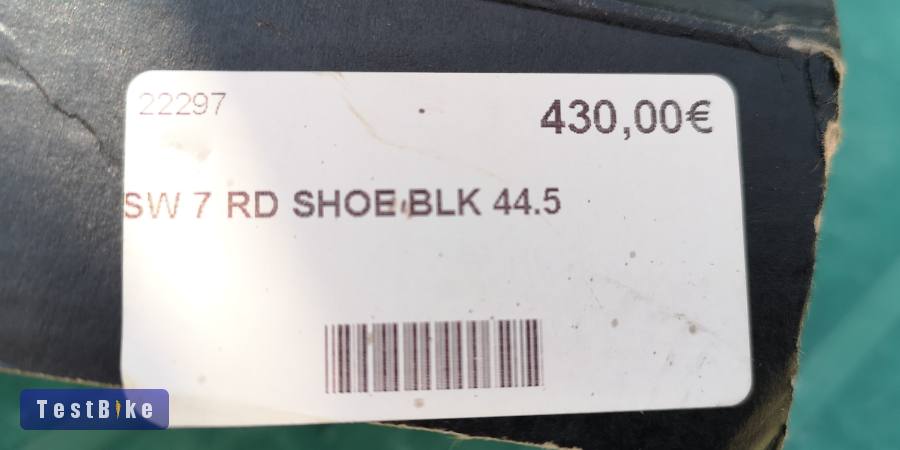 22297
430,00€
SW 7 RD SHOE BLK 44.5
TestBike